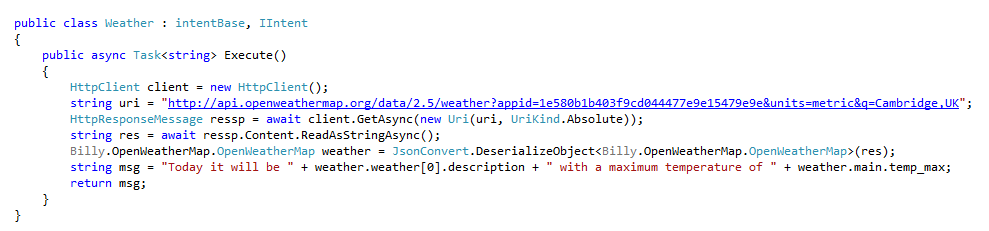 public class Weather : intentBase, IIntent
{
public async Task<string> Execute()
{
HttpClient client = new HttpClient();
string uri = "http://api.openweathermap.org/data/2.5/weather?appid=1e580b1b403f9cd044477e9e15479e9e&units=metric&q=Cambridge,UK";
HttpResponseMessage ressp = await client.GetAsync(new Uri(uri, UriKind.Absolute));
string res = await ressp.Content.ReadAsStringAsync();
Billy.OpenWeatherMap.OpenWeatherMap weather = JsonConvert.DeserializeObject<Billy.OpenWeatherMap.OpenWeatherMap>(res);
string msg = "Today it will be " + weather.weather[0].description + " with a maximum temperature of " + weather.main.temp_max;
return msg;
}
}